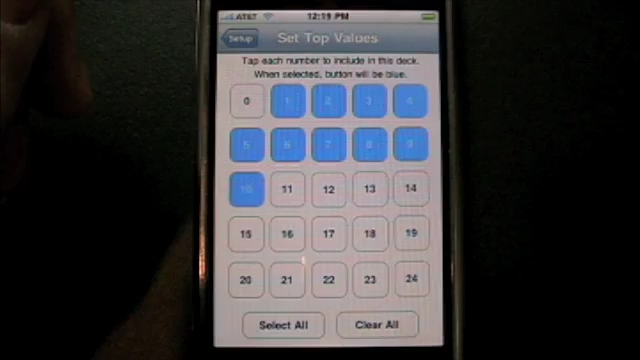 AT&T 12:19 PM
Setup Set Top Values
Tap each number to include in this deck.
When selected, button will be blue.
0 1 2 3 4
5 6 7 8 9
10 11 12 13 14
15 16 17 18 19
20 21 22 23 24
Select All Clear All